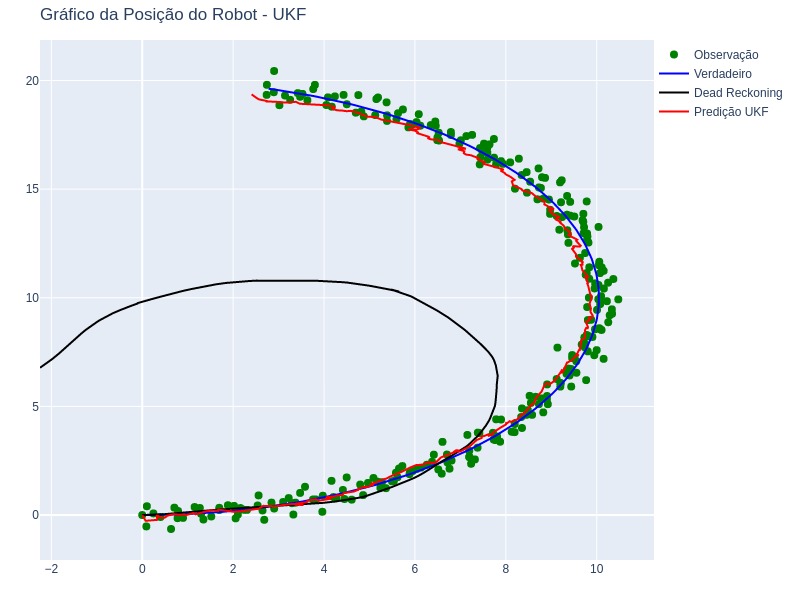 Gráfico da Posição do Robot - UKF
Observação
Verdadeiro
Dead Reckoning
Predição UKF
20
15
10
5
0
−2
0
2
4
6
8
10